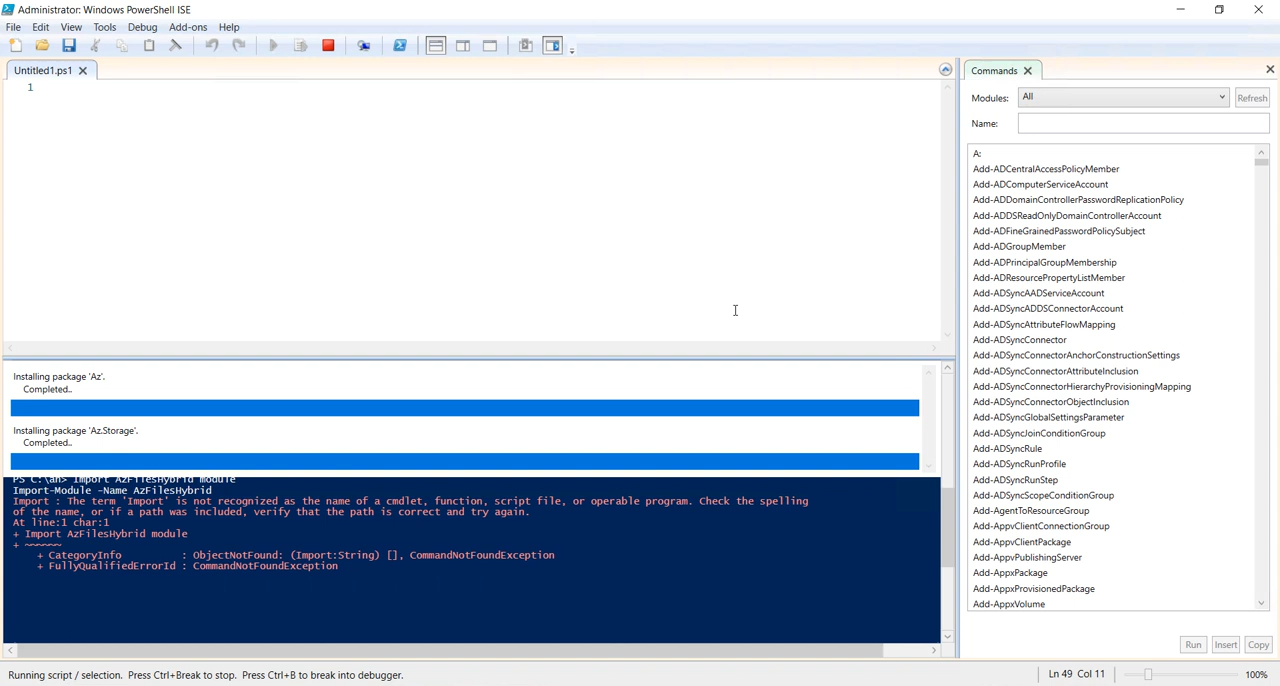 Administrator: Windows PowerShell ISE
File Edit View Tools Debug Add-ons Help
Untitled1.ps1
1
Installing package 'Az'.
Completed..
Installing package 'Az.Storage'.
Completed..
PS C:\an> Import AzFilesHybrid module
Import-Module -Name AzFilesHybrid
Import : The term 'Import' is not recognized as the name of a cmdlet, function, script file, or operable program. Check the spelling
of the name, or if a path was included, verify that the path is correct and try again.
At line:1 char:1
+ Import AzFilesHybrid module
+ ~~~~~~
+ CategoryInfo : ObjectNotFound: (Import:String) [], CommandNotFoundException
+ FullyQualifiedErrorId : CommandNotFoundException
Commands
Modules: All Refresh
Name:
A:
Add-ADCentralAccessPolicyMember
Add-ADComputerServiceAccount
Add-ADDomainControllerPasswordReplicationPolicy
Add-ADDSReadOnlyDomainControllerAccount
Add-ADFineGrainedPasswordPolicySubject
Add-ADGroupMember
Add-ADPrincipalGroupMembership
Add-ADResourcePropertyListMember
Add-ADSyncAADServiceAccount
Add-ADSyncADDSConnectorAccount
Add-ADSyncAttributeFlowMapping
Add-ADSyncConnector
Add-ADSyncConnectorAnchorConstructionSettings
Add-ADSyncConnectorAttributeInclusion
Add-ADSyncConnectorHierarchyProvisioningMapping
Add-ADSyncConnectorObjectInclusion
Add-ADSyncGlobalSettingsParameter
Add-ADSyncJoinConditionGroup
Add-ADSyncRule
Add-ADSyncRunProfile
Add-ADSyncRunStep
Add-ADSyncScopeConditionGroup
Add-AgentToResourceGroup
Add-AppvClientConnectionGroup
Add-AppvClientPackage
Add-AppvPublishingServer
Add-AppxPackage
Add-AppxProvisionedPackage
Add-AppxVolume
Run Insert Copy
Running script / selection. Press Ctrl+Break to stop. Press Ctrl+B to break into debugger.
Ln 49 Col 11
100%